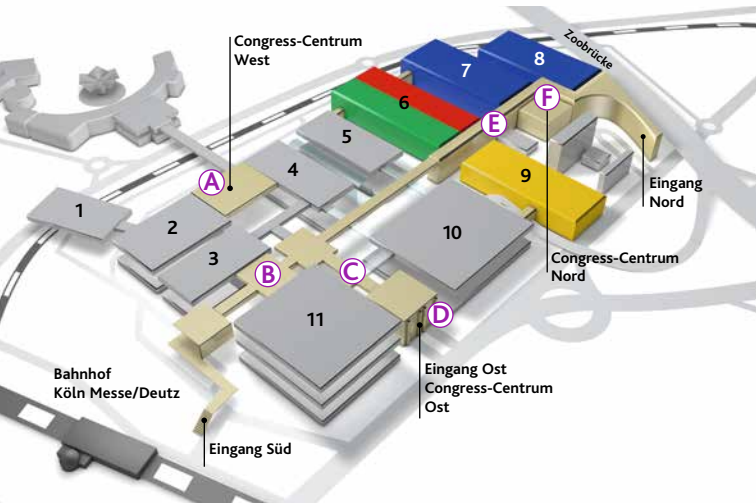 Congress-Centrum
West
Zoobrücke
7
8
6
F
E
5
A
4
9
Eingang
Nord
1
2
3
10
Congress-Centrum
Nord
B
C
11
D
Bahnhof
Köln Messe/Deutz
Eingang Ost
Congress-Centrum
Ost
Eingang Süd